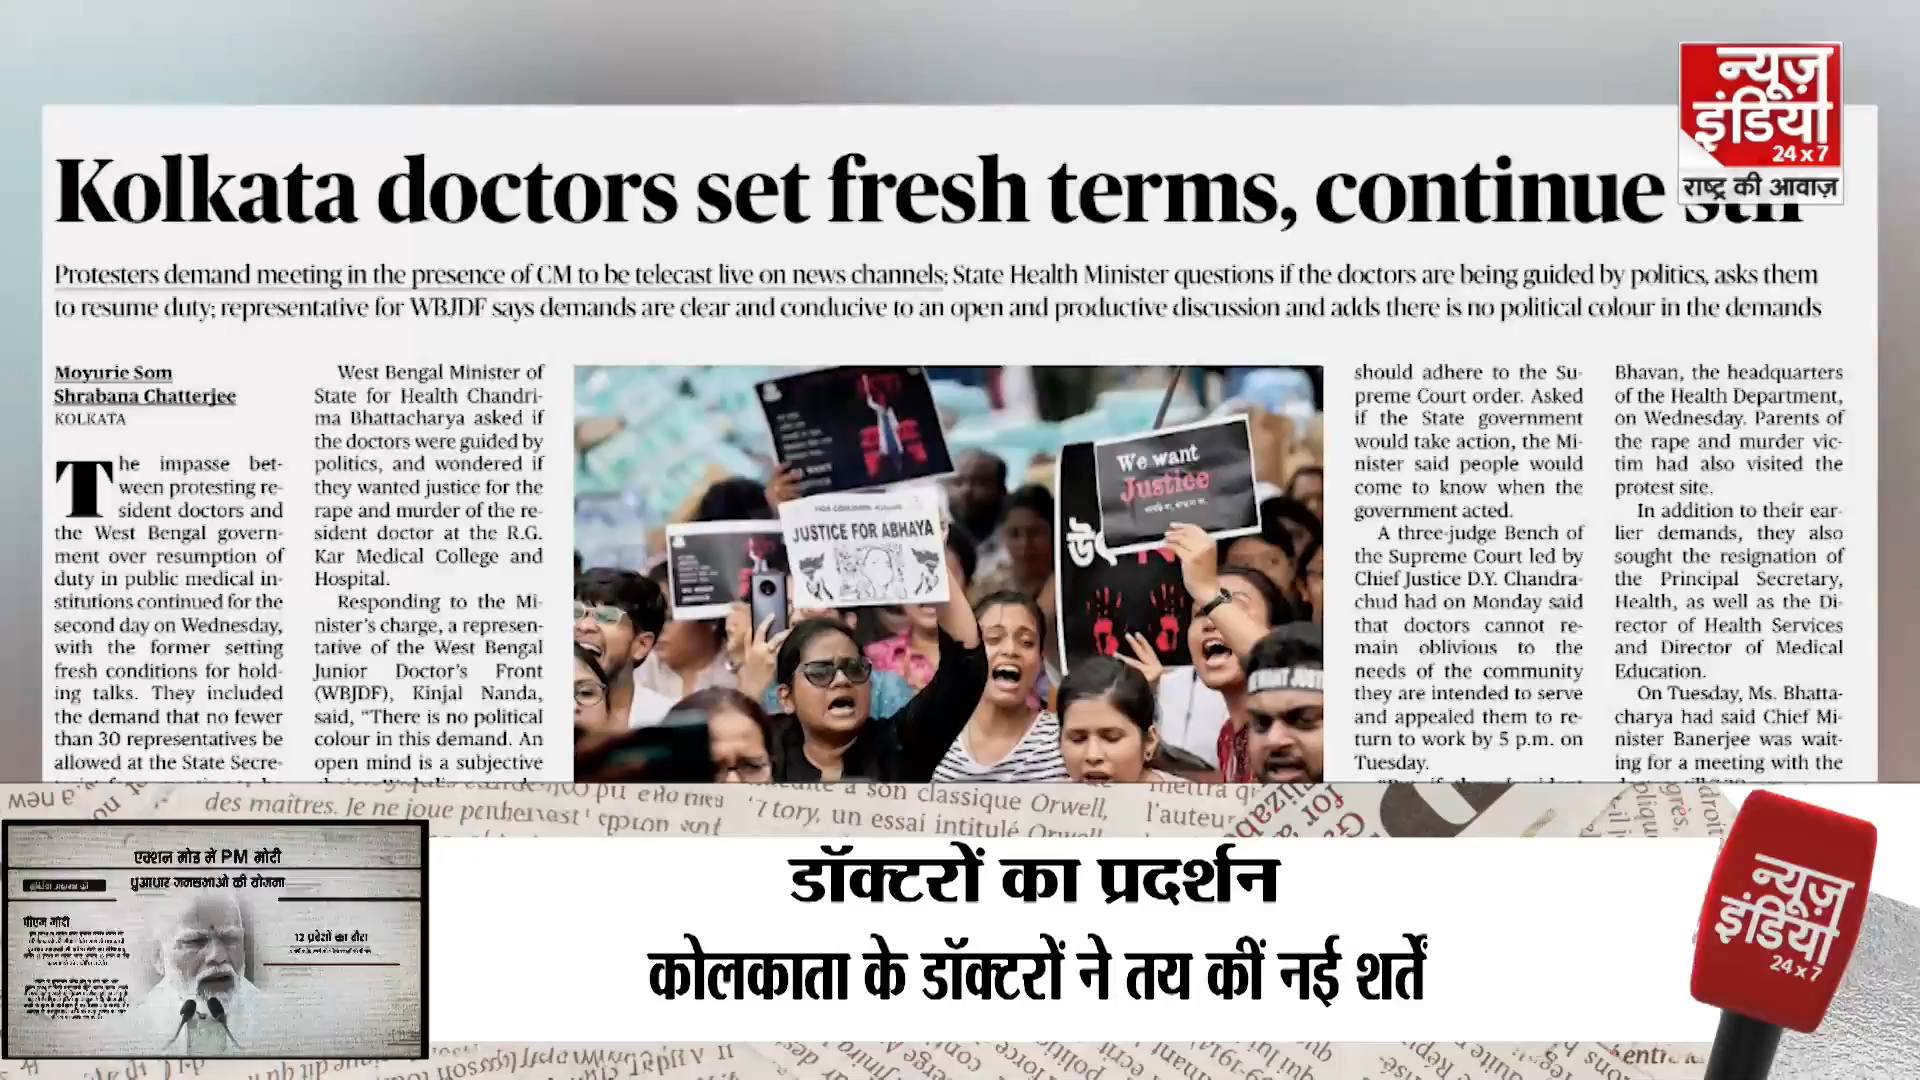 न्यूज़
इंडिया
24x7
राष्ट्र की आवाज़
Kolkata doctors set fresh terms, continue
Protesters demand meeting in the presence of CM to be telecast live on news channels; State Health Minister questions if the doctors are being guided by politics, asks them
to resume duty; representative for WBJDF says demands are clear and conducive to an open and productive discussion and adds there is no political colour in the demands
Moyurie Som
Shrabana Chatterjee
KOLKATA
The impasse bet-
ween protesting re-
sident doctors and
the West Bengal govern-
ment over resumption of
duty in public medical in-
stitutions continued for the
second day on Wednesday,
with the former setting
fresh conditions for hold-
ing talks. They included
the demand that no fewer
than 30 representatives be
allowed at the State Secre-
West Bengal Minister of
State for Health Chandri-
ma Bhattacharya asked if
the doctors were guided by
politics, and wondered if
they wanted justice for the
rape and murder of the re-
sident doctor at the R.G.
Kar Medical College and
Hospital.
Responding to the Mi-
nister's charge, a represen-
tative of the West Bengal
Junior Doctor's Front
(WBJDF), Kinjal Nanda,
said, "There is no political
colour in this demand. An
open mind is a subjective
We want
Justice
JUSTICE FOR ABHAYA
should adhere to the Su-
preme Court order. Asked
if the State government
would take action, the Mi-
nister said people would
come to know when the
government acted.
A three-judge Bench of
the Supreme Court led by
Chief Justice D.Y. Chandra-
chud had on Monday said
that doctors cannot re-
main oblivious to the
needs of the community
they are intended to serve
and appealed them to re-
turn to work by 5 p.m. on
Tuesday.
Bhavan, the headquarters
of the Health Department,
on Wednesday. Parents of
the rape and murder vic-
tim had also visited the
protest site.
In addition to their ear-
lier demands, they also
sought the resignation of
the Principal Secretary,
Health, as well as the Di-
rector of Health Services
and Director of Medical
Education.
On Tuesday, Ms. Bhatta-
charya had said Chief Mi-
nister Banerjee was wait-
ing for a meeting with the
des maîtres. Je ne joue
a son classique Orwell,
tory, un essai intitulé Orwell
l'auteur
एक्शन मोड में PM मोदी
धुआंधार जनसभाओं की योजना
पीएम मोदी
12 प्रदेशों का दौरा
डॉक्टरों का प्रदर्शन
कोलकाता के डॉक्टरों ने तय कीं नई शर्तें
न्यूज़
इंडिया
24x7